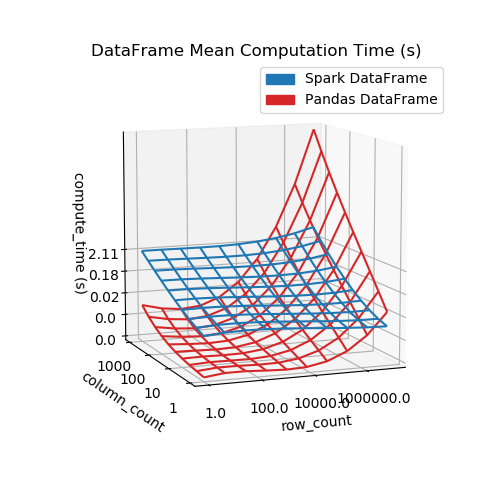 DataFrame Mean Computation Time (s)
Spark DataFrame
Pandas DataFrame
compute_time (s)
2.11
0.18
0.02
0.0
0.0
1000
100
10
1
column_count
1.0
100.0
10000.0
1000000.0
row_count